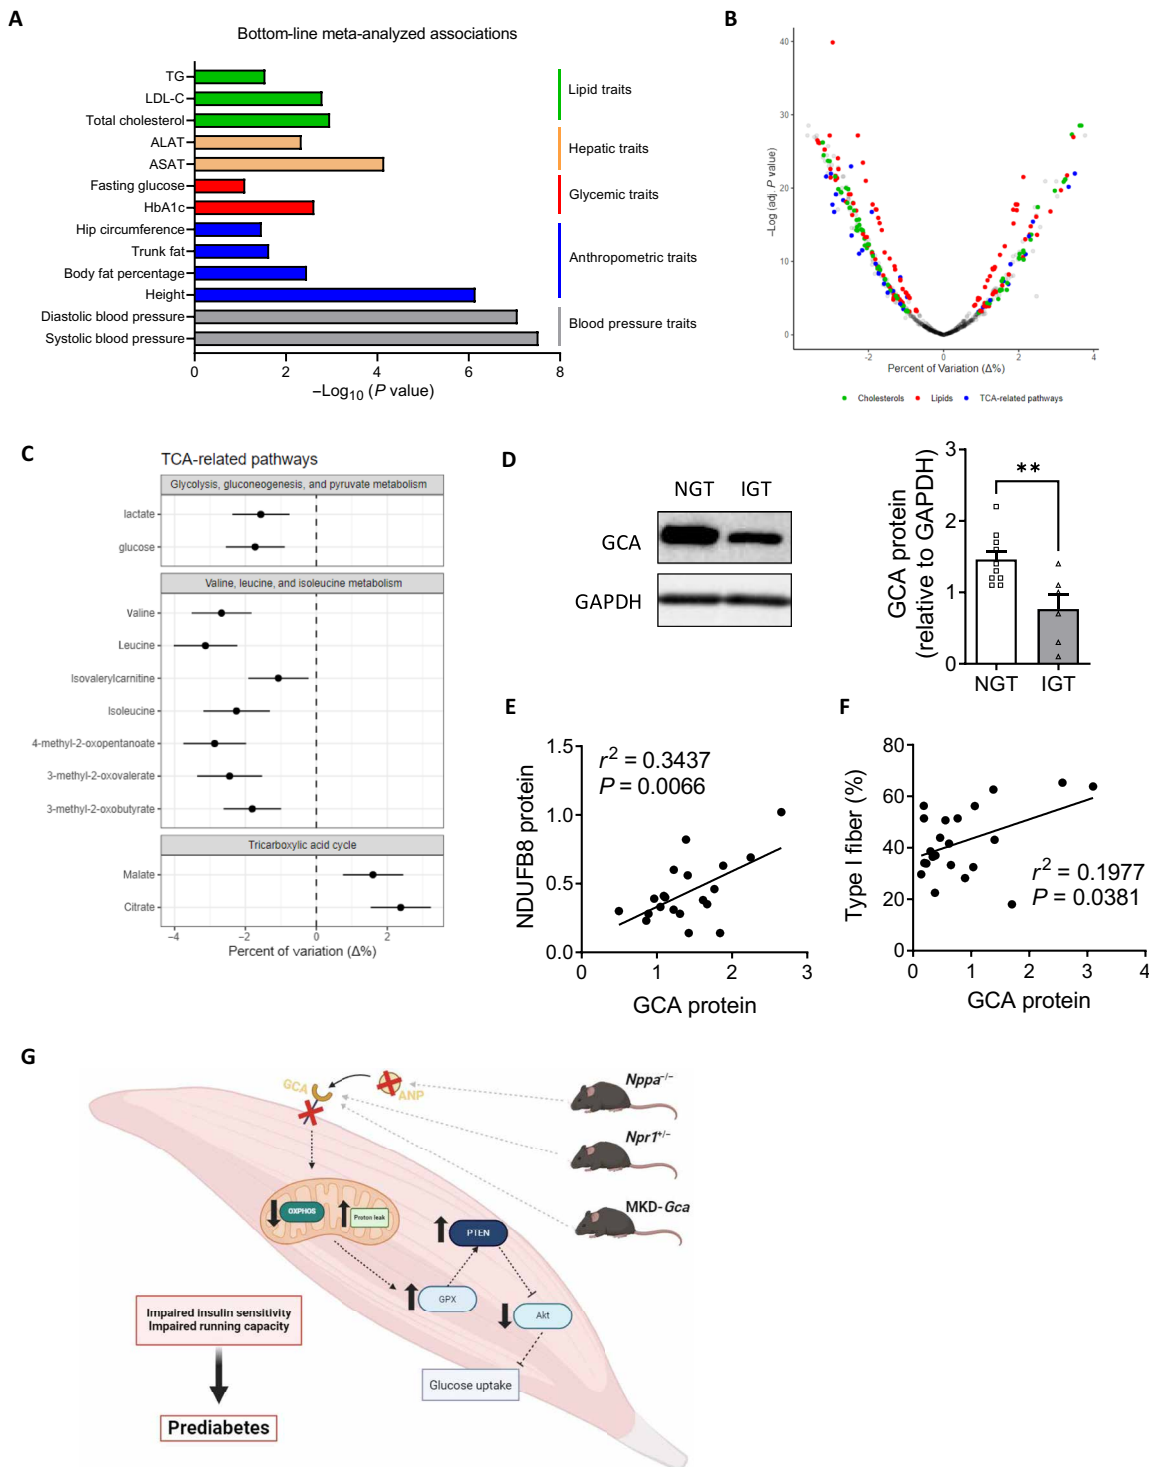 A
Bottom-line meta-analyzed associations
TG
LDL-C
Total cholesterol
ALAT
ASAT
Fasting glucose
HbA1c
Hip circumference
Trunk fat
Body fat percentage
Height
Diastolic blood pressure
Systolic blood pressure
Lipid traits
Hepatic traits
Glycemic traits
Anthropometric traits
Blood pressure traits
0 2 4 6 8
−Log10 (P value)
B
−Log (adj. P value)
40
30
20
10
0
-2 0 2 4
Percent of Variation (Δ%)
Cholesterols Lipids TCA-related pathways
C
TCA-related pathways
Glycolysis, gluconeogenesis, and pyruvate metabolism
lactate
glucose
Valine, leucine, and isoleucine metabolism
Valine
Leucine
Isovalerylcarnitine
Isoleucine
4-methyl-2-oxopentanoate
3-methyl-2-oxovalerate
3-methyl-2-oxobutyrate
Tricarboxylic acid cycle
Malate
Citrate
−4 −2 0 2
Percent of variation (Δ%)
D
NGT IGT
GCA
GAPDH
GCA protein
(relative to GAPDH)
3
2
1
0
**
NGT IGT
E
NDUFB8 protein
1.5
1.0
0.5
0.0
r2 = 0.3437
P = 0.0066
0 1 2 3
GCA protein
F
Type I fiber (%)
80
60
40
20
0
r2 = 0.1977
P = 0.0381
0 1 2 3 4
GCA protein
G
GCA
ANP
Nppa−/−
Npr1+/−
MKD-Gca
OXPHOS
Proton leak
PTEN
GPX
Akt
Glucose uptake
Impaired insulin sensitivity
Impaired running capacity
Prediabetes